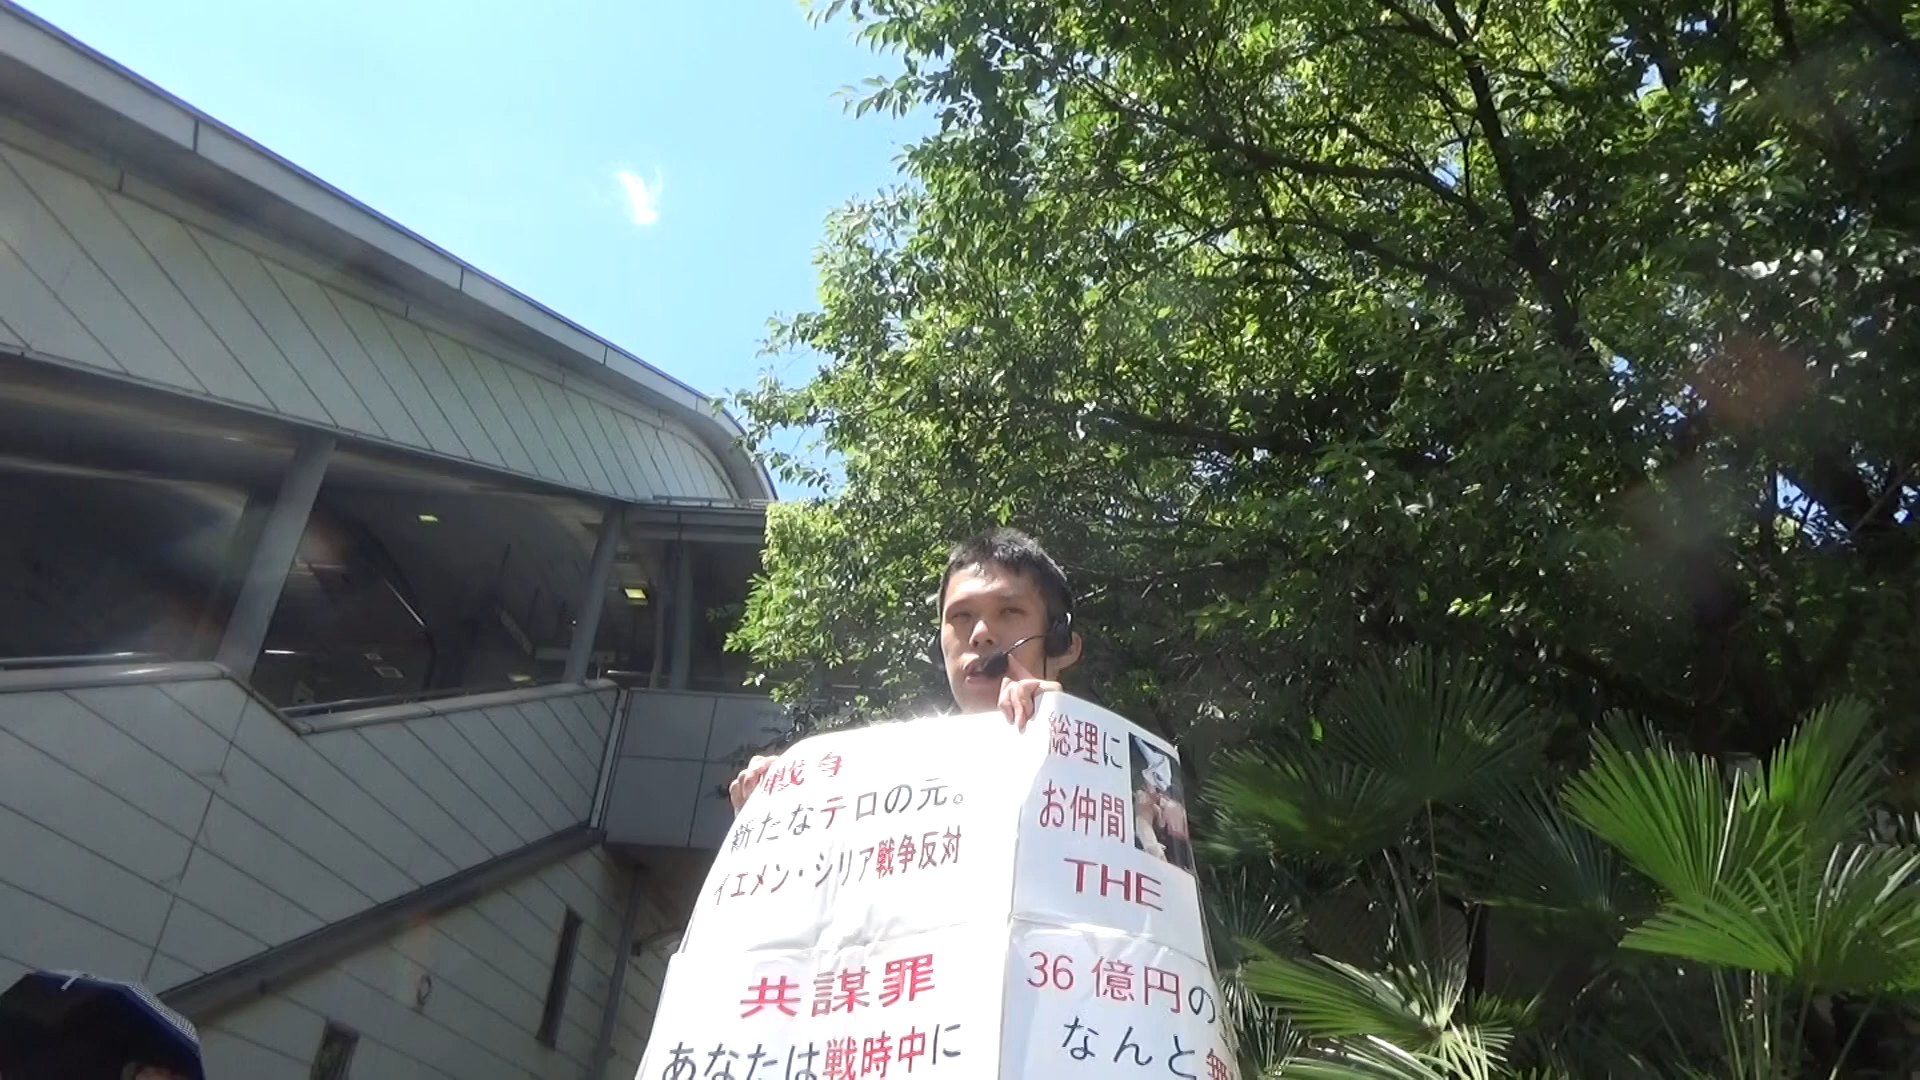 戦争
新たなテロの元。
イエメン・シリア戦争反対
共謀罪
あなたは戦時中に
総理に
お仲間
THE
36億円の
なんと無